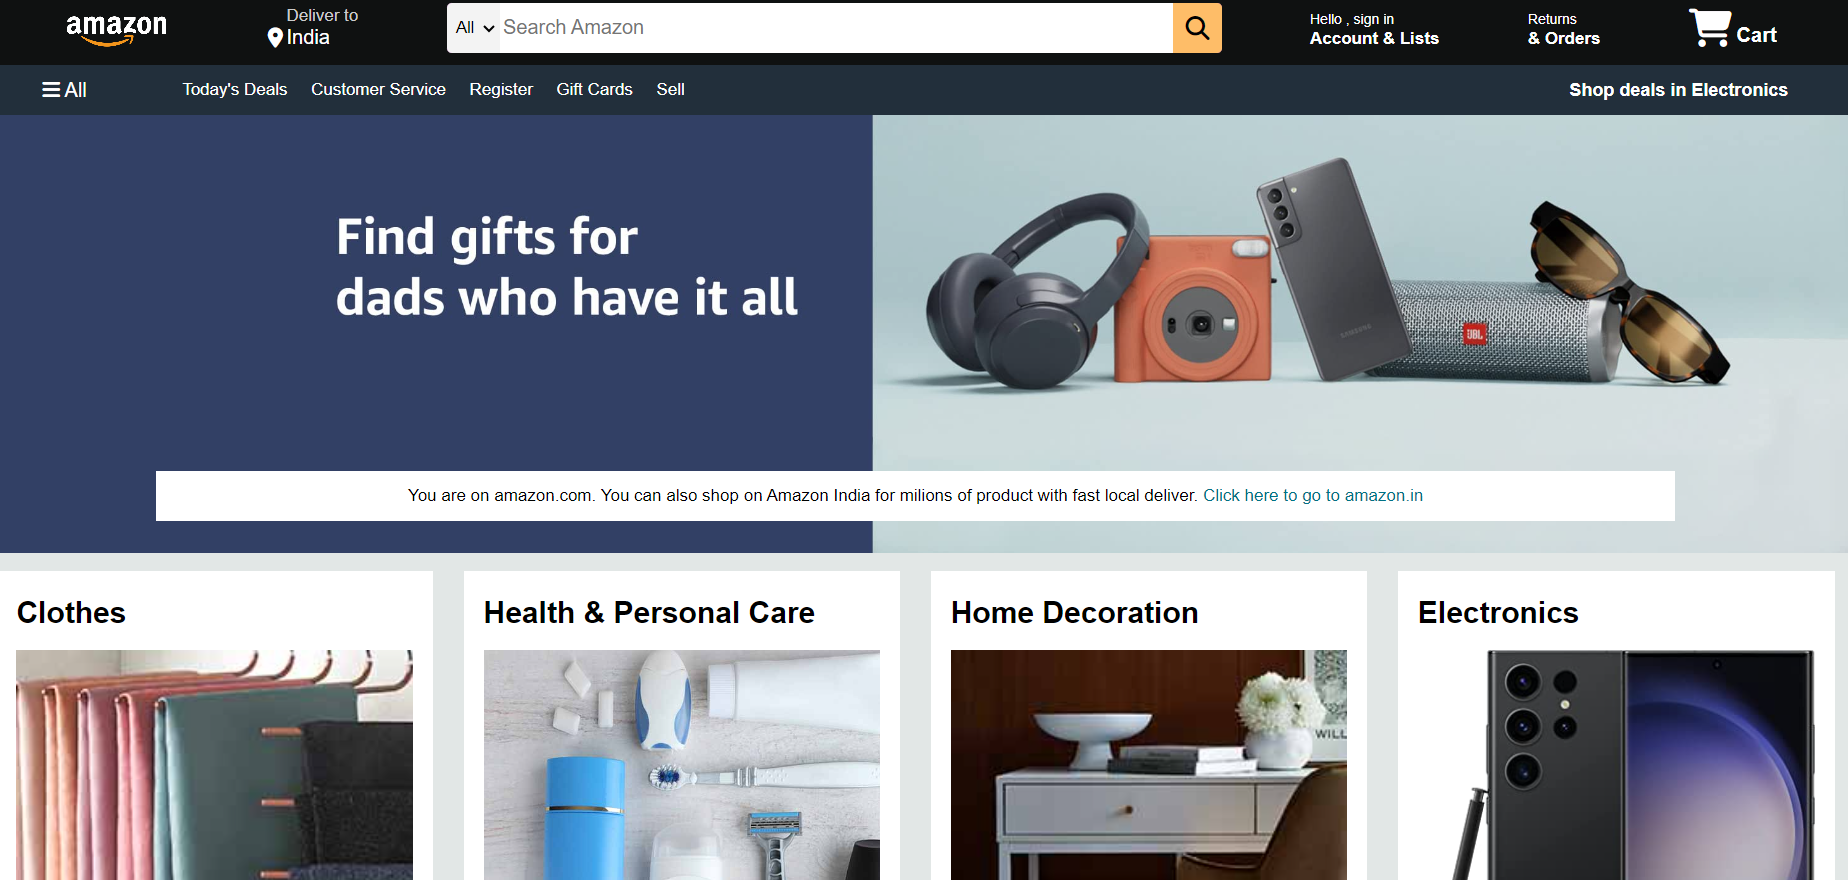 amazon
Deliver to
India
All
Search Amazon
Hello , sign in
Account & Lists
Returns
& Orders
Cart
All
Today's Deals
Customer Service
Register
Gift Cards
Sell
Shop deals in Electronics
Find gifts for
dads who have it all
SAMSUNG
JBL
You are on amazon.com. You can also shop on Amazon India for milions of product with fast local deliver. Click here to go to amazon.in
Clothes
Health & Personal Care
Home Decoration
Electronics
WILL